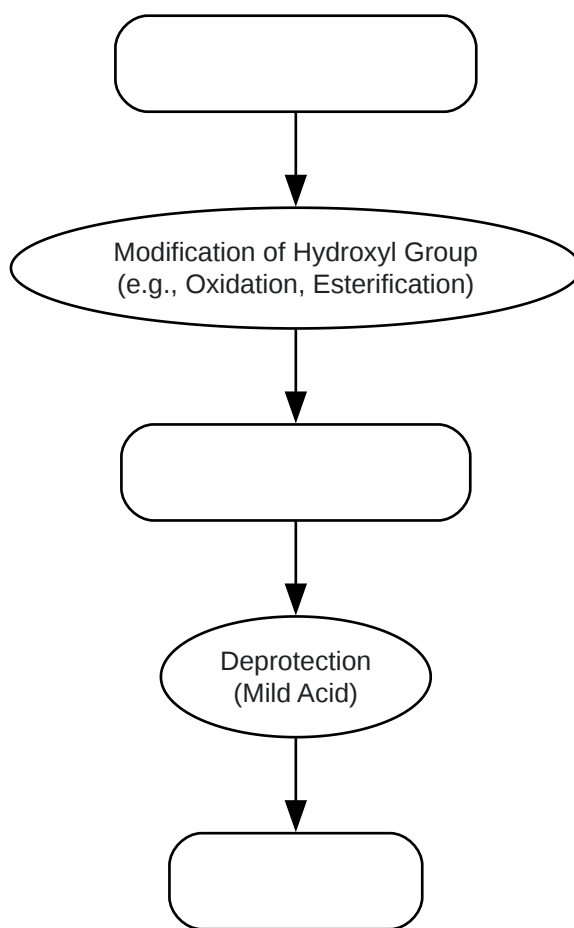 Modification of Hydroxyl Group
(e.g., Oxidation, Esterification)
Deprotection
(Mild Acid)